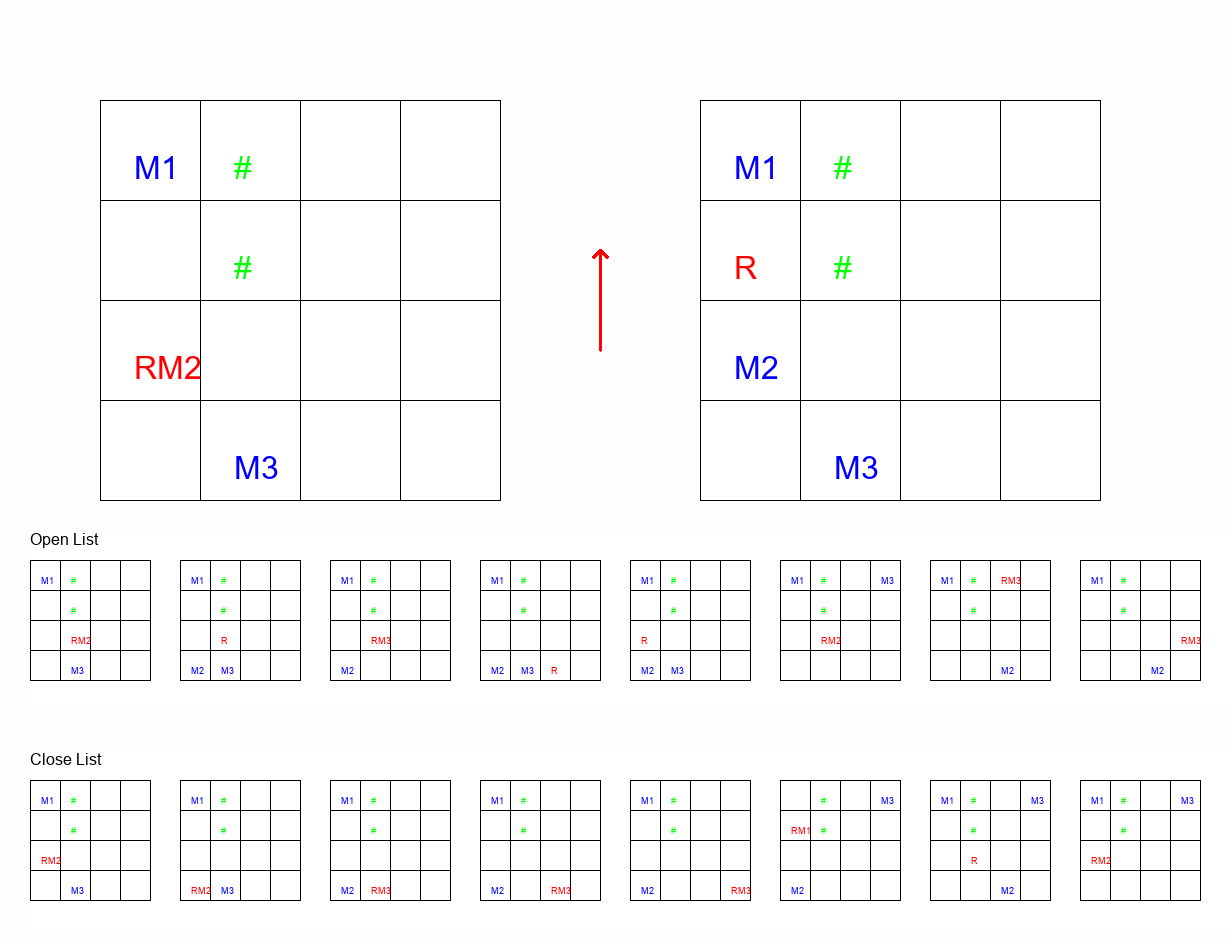 M1 # M1 #
# R #
RM2 M2
M3 M3
Open List
M1 # M1 # M1 # M1 # M1 # M1 # M3 M1 # RM3 M1 #
# # # # # # # #
RM2 R RM3 R RM2 RM3
M3 M2 M3 M2 M2 M3 R M2 M3 M2 M2
Close List
M1 # M1 # M1 # M1 # M1 # # M3 M1 # M3 M1 # M3
# # # # # RM1 # # #
RM2 R RM2
M3 RM2 M3 M2 RM3 M2 RM3 M2 RM3 M2 M2